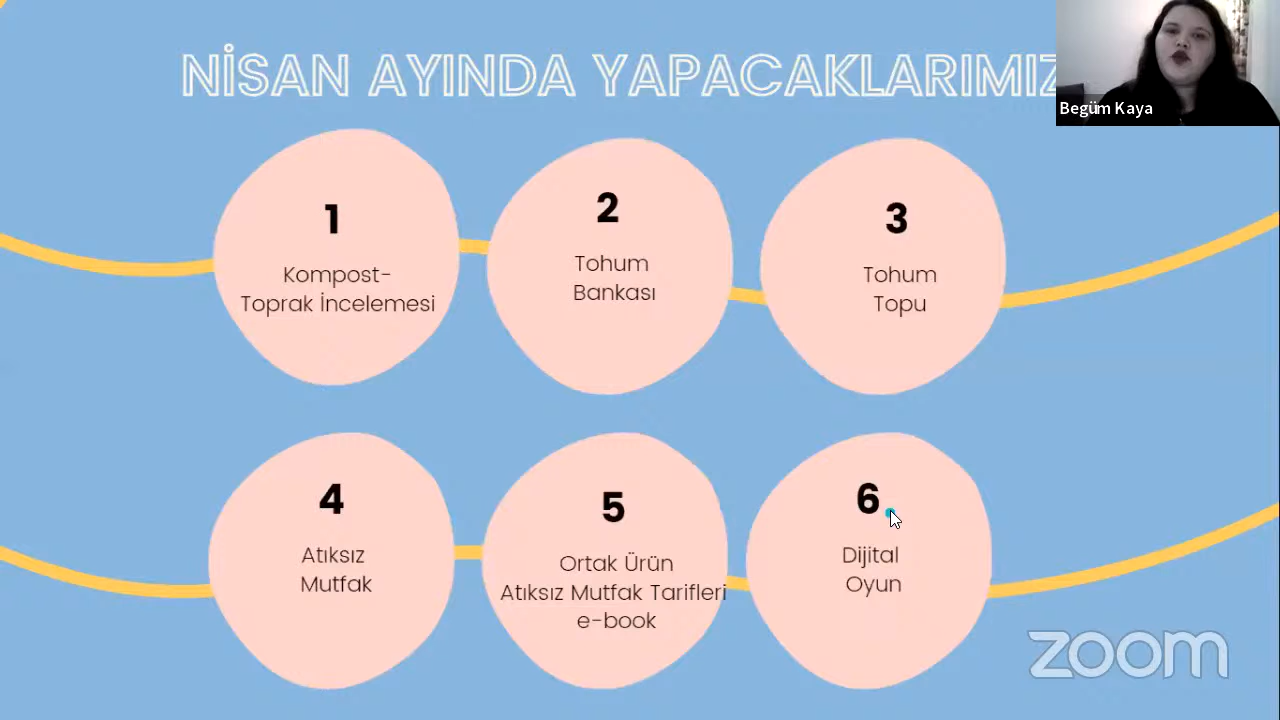 NİSAN AYINDA YAPACAKLARIMIZ
Begüm Kaya
1
Kompost-
Toprak İncelemesi
2
Tohum
Bankası
3
Tohum
Topu
4
Atıksız
Mutfak
5
Ortak Ürün
Atıksız Mutfak Tarifleri
e-book
6
Dijital
Oyun
zoom